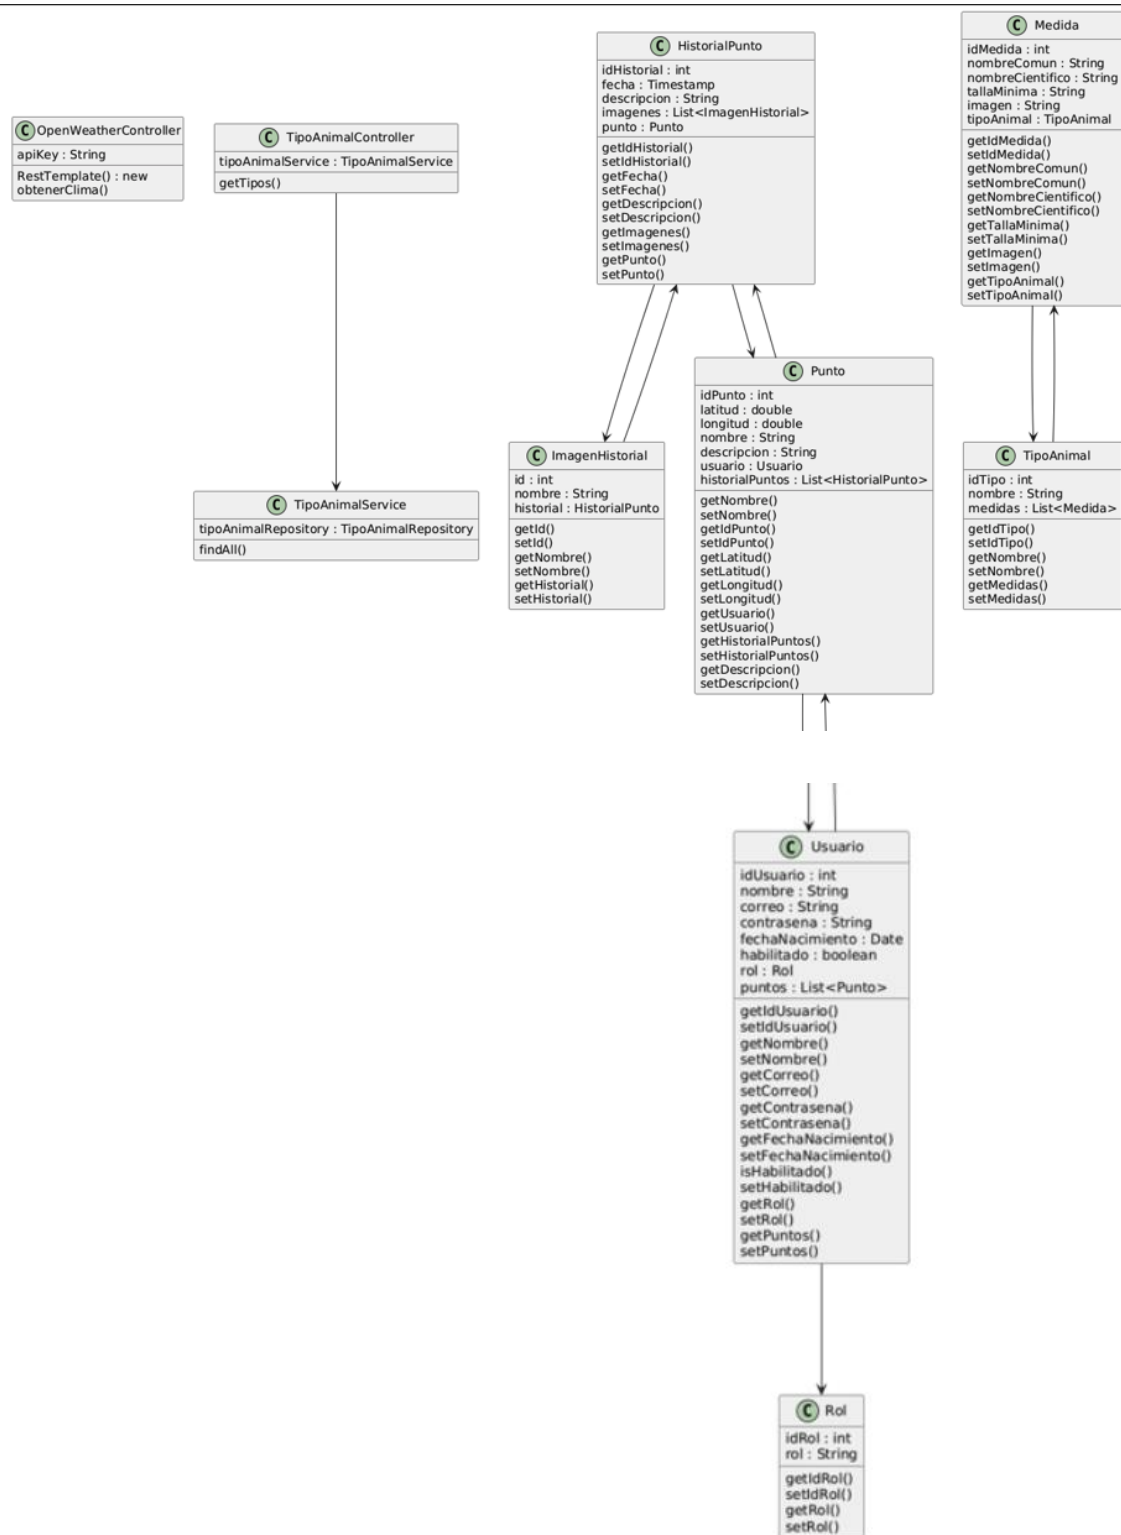 C OpenWeatherController
apiKey : String
RestTemplate() : new
obtenerClima()
C TipoAnimalController
tipoAnimalService : TipoAnimalService
getTipos()
C HistorialPunto
idHistorial : int
fecha : Timestamp
descripcion : String
imagenes : List<ImagenHistorial>
punto : Punto
getIdHistorial()
setIdHistorial()
getFecha()
setFecha()
getDescripcion()
setDescripcion()
getImagenes()
setImagenes()
getPunto()
setPunto()
C Medida
idMedida : int
nombreComun : String
nombreCientifico : String
tallaMinima : String
imagen : String
tipoAnimal : TipoAnimal
getIdMedida()
setIdMedida()
getNombreComun()
setNombreComun()
getNombreCientifico()
setNombreCientifico()
getTallaMinima()
setTallaMinima()
getImagen()
setImagen()
getTipoAnimal()
setTipoAnimal()
C TipoAnimalService
tipoAnimalRepository : TipoAnimalRepository
findAll()
C ImagenHistorial
id : int
nombre : String
historial : HistorialPunto
getId()
setId()
getNombre()
setNombre()
getHistorial()
setHistorial()
C Punto
idPunto : int
latitud : double
longitud : double
nombre : String
descripcion : String
usuario : Usuario
historialPuntos : List<HistorialPunto>
getNombre()
setNombre()
getIdPunto()
setIdPunto()
getLatitud()
setLatitud()
getLongitud()
setLongitud()
getUsuario()
setUsuario()
getHistorialPuntos()
setHistorialPuntos()
getDescripcion()
setDescripcion()
C TipoAnimal
idTipo : int
nombre : String
medidas : List<Medida>
getIdTipo()
setIdTipo()
getNombre()
setNombre()
getMedidas()
setMedidas()
C Usuario
idUsuario : int
nombre : String
correo : String
contrasena : String
fechaNacimiento : Date
habilitado : boolean
rol : Rol
puntos : List<Punto>
getIdUsuario()
setIdUsuario()
getNombre()
setNombre()
getCorreo()
setCorreo()
getContrasena()
setContrasena()
getFechaNacimiento()
setFechaNacimiento()
isHabilitado()
setHabilitado()
getRol()
setRol()
getPuntos()
setPuntos()
C Rol
idRol : int
rol : String
getIdRol()
setIdRol()
getRol()
setRol()